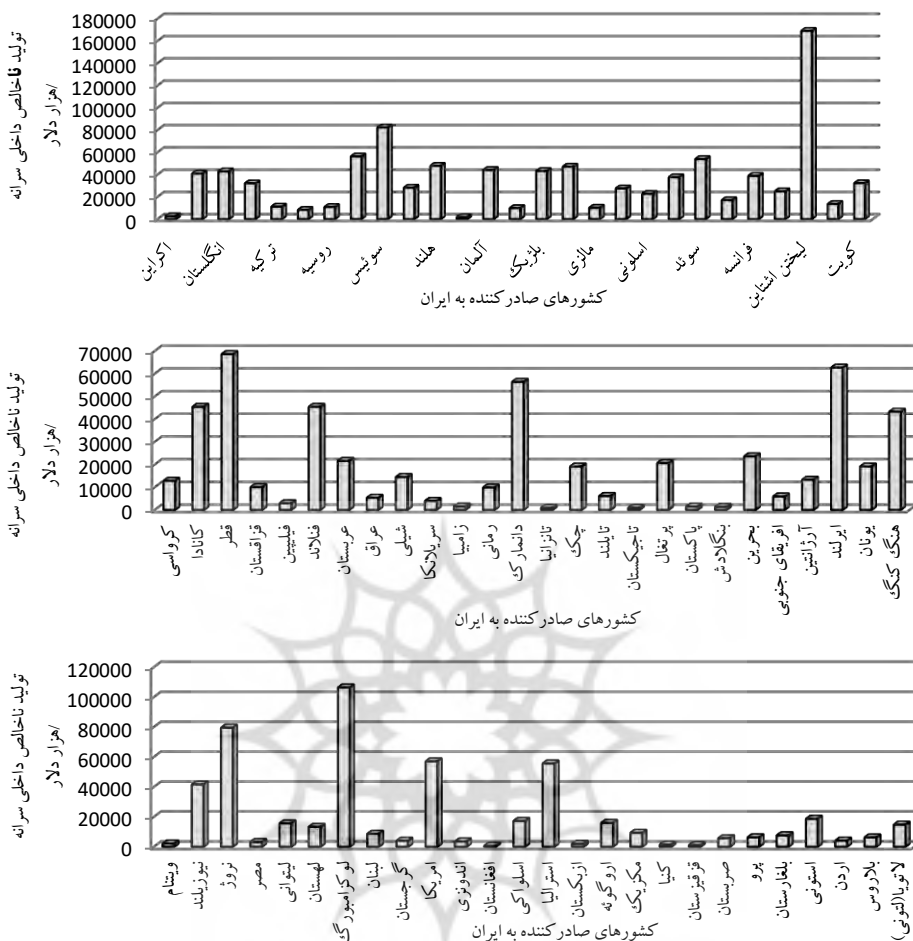 تولید ناخالص داخلی سرانه
/هزار دلار
180000
160000
140000
120000
100000
80000
60000
40000
20000
0
اکراین
انگلستان
ترکیه
روسیه
سوئیس
هلند
آلمان
بلژیک
مالزی
اسلونی
سوئد
فرانسه
لیختن اشتاین
کویت
کشورهای صادرکننده به ایران
تولید ناخالص داخلی سرانه
/هزار دلار
70000
60000
50000
40000
30000
20000
10000
0
کرواسی
کانادا
قطر
قزاقستان
فیلیپین
فنلاند
عربستان
عراق
شیلی
سریلانکا
زامبیا
رمانی
دانمارک
تانزانیا
چک
تایلند
تاجیکستان
پرتغال
پاکستان
بنگلادش
بحرین
افریقای جنوبی
آرژانتین
ایرلند
یونان
هنگ کنگ
کشورهای صادرکننده به ایران
تولید ناخالص داخلی سرانه
/هزار دلار
120000
100000
80000
60000
40000
20000
0
ویتنام
نیوزیلند
نروژ
مصر
لیتوانی
لهستان
لوکزامبورگ
لبنان
گرجستان
امریکا
اندونزی
افغانستان
اسلواکی
استرالیا
ازبکستان
اروگوئه
مکزیک
کنیا
قرقیزستان
صربستان
پرو
بلغارستان
استونی
اردن
بلاروس
لاتویا(لتونی)
کشورهای صادرکننده به ایران